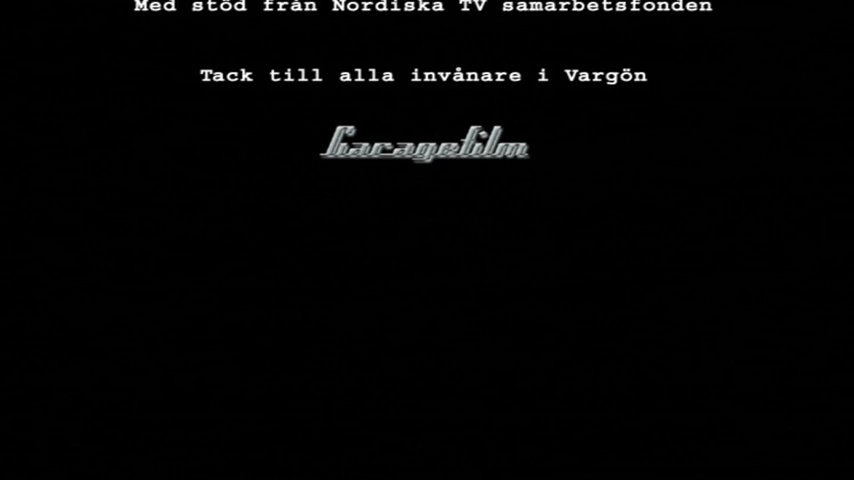 Med stöd från Nordiska TV samarbetsfonden
Tack till alla invånare i Vargön
Garagefilm